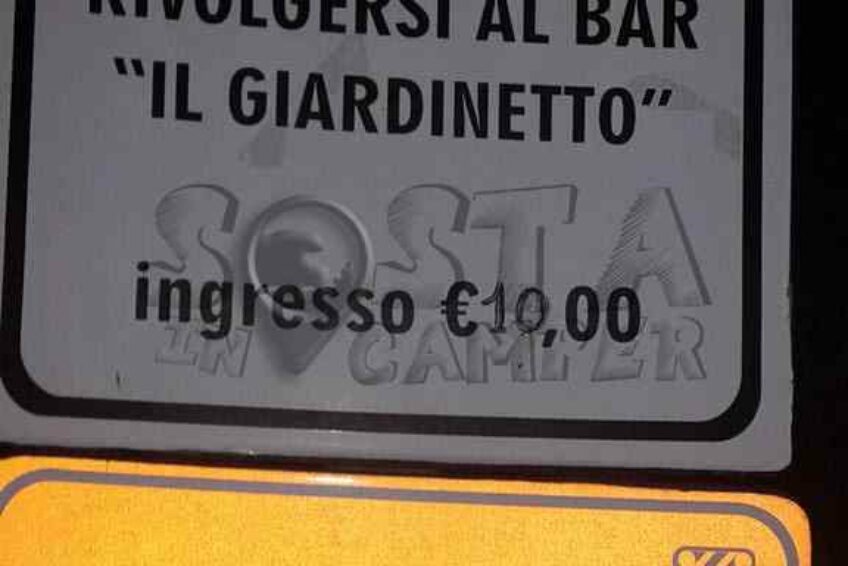 RIVOLGERSI AL BAR
"IL GIARDINETTO"
ingresso €10,00
SOSTA
IN CAMPER